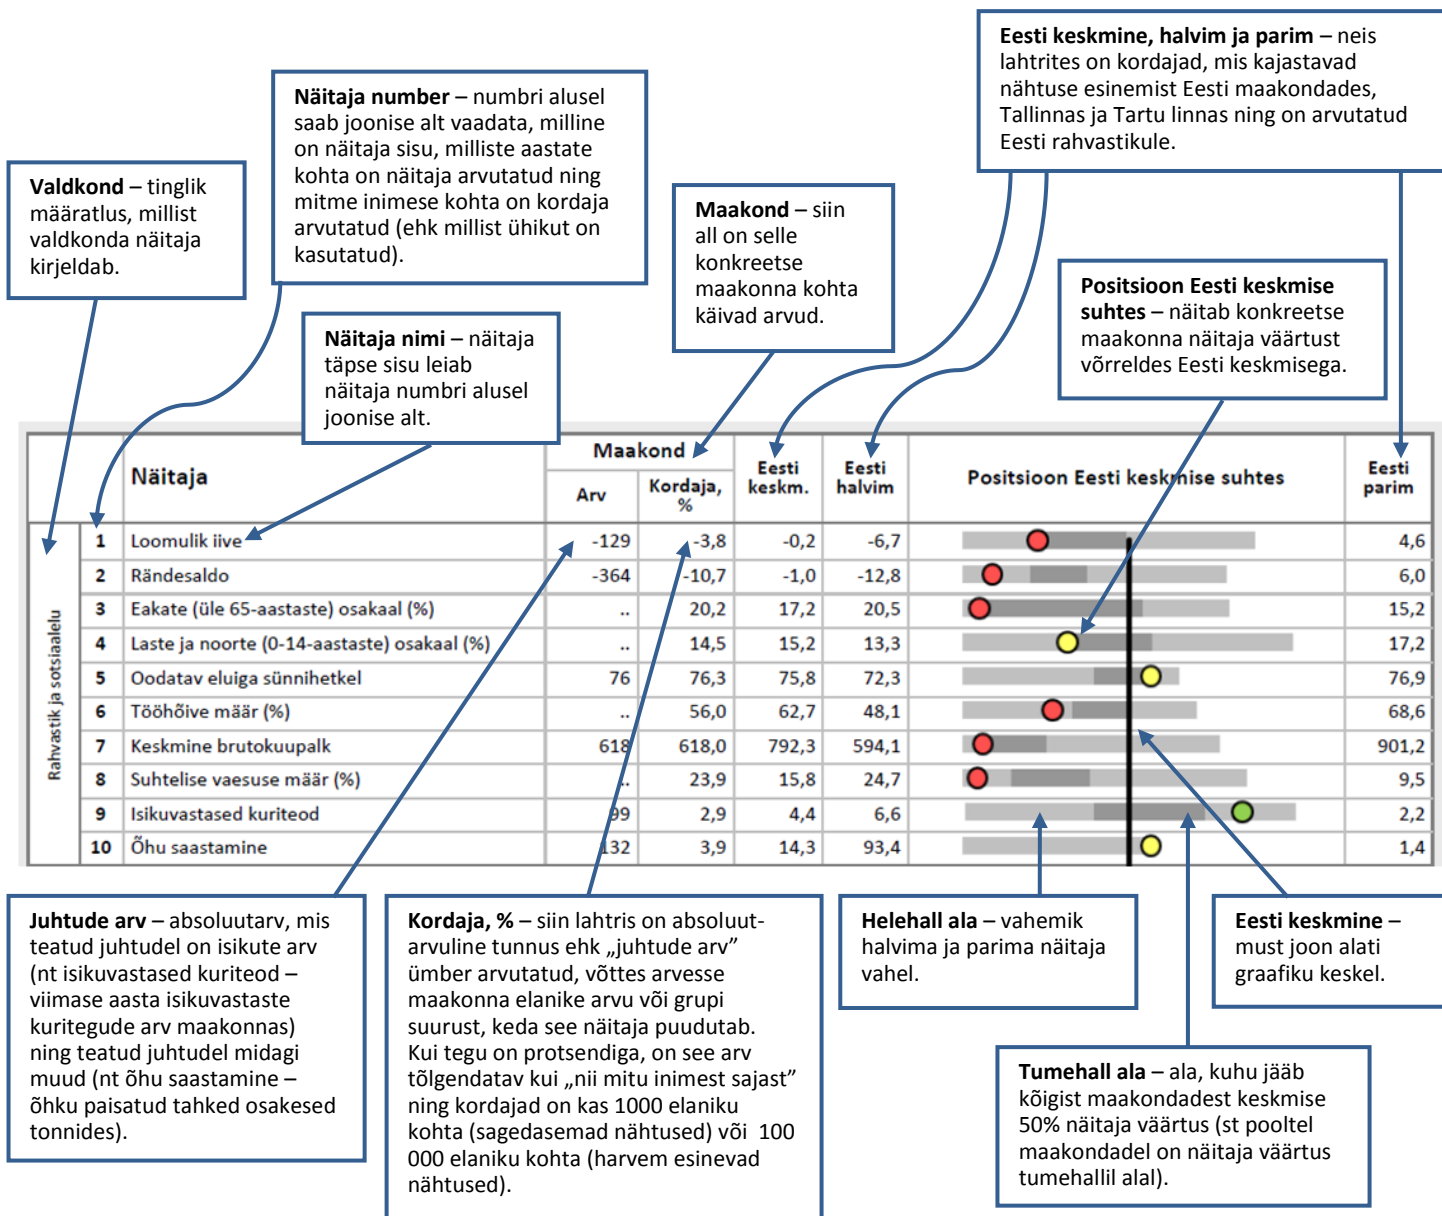 Eesti keskmine, halvim ja parim – neis
lahtrites on kordajad, mis kajastavad
nähtuse esinemist Eesti maakondades,
Tallinnas ja Tartu linnas ning on arvutatud
Eesti rahvastikule.
Näitaja number – numbri alusel
saab joonise alt vaadata, milline
on näitaja sisu, milliste aastate
kohta on näitaja arvutatud ning
mitme inimese kohta on kordaja
arvutatud (ehk millist ühikut on
kasutatud).
Valdkond – tinglik
määratlus, millist
valdkonda näitaja
kirjeldab.
Maakond – siin
all on selle
konkreetse
maakonna kohta
käivad arvud.
Positsioon Eesti keskmise
suhtes – näitab konkreetse
maakonna näitaja väärtust
võrreldes Eesti keskmisega.
Näitaja nimi – näitaja
täpse sisu leiab
näitaja numbri alusel
joonise alt.
Näitaja
Maakond
Arv
Kordaja,
%
Eesti
keskm.
Eesti
halvim
Positsioon Eesti keskmise suhtes
Eesti
parim
Rahvastik ja sotsiaalelu
1 Loomulik iive -129 -3,8 -0,2 -6,7 4,6
2 Rändesaldo -364 -10,7 -1,0 -12,8 6,0
3 Eakate (üle 65-aastaste) osakaal (%) .. 20,2 17,2 20,5 15,2
4 Laste ja noorte (0-14-aastaste) osakaal (%) .. 14,5 15,2 13,3 17,2
5 Oodatav eluiga sünnihetkel 76 76,3 75,8 72,3 76,9
6 Tööhõive määr (%) .. 56,0 62,7 48,1 68,6
7 Keskmine brutokuupalk 618 618,0 792,3 594,1 901,2
8 Suhtelise vaesuse määr (%) .. 23,9 15,8 24,7 9,5
9 Isikuvastased kuriteod 99 2,9 4,4 6,6 2,2
10 Õhu saastamine 132 3,9 14,3 93,4 1,4
Juhtude arv – absoluutarv, mis
teatud juhtudel on isikute arv
(nt isikuvastased kuriteod –
viimase aasta isikuvastaste
kuritegude arv maakonnas)
ning teatud juhtudel midagi
muud (nt õhu saastamine –
õhku paisatud tahked osakesed
tonnides).
Kordaja, % – siin lahtris on absoluut-
arvuline tunnus ehk „juhtude arv”
ümber arvutatud, võttes arvesse
maakonna elanike arvu või grupi
suurust, keda see näitaja puudutab.
Kui tegu on protsendiga, on see arv
tõlgendatav kui „nii mitu inimest sajast”
ning kordajad on kas 1000 elaniku
kohta (sagedasemad nähtused) või 100
000 elaniku kohta (harvem esinevad
nähtused).
Helehall ala – vahemik
halvima ja parima näitaja
vahel.
Eesti keskmine –
must joon alati
graafiku keskel.
Tumehall ala – ala, kuhu jääb
kõigist maakondadest keskmise
50% näitaja väärtus (st pooltel
maakondadel on näitaja väärtus
tumehallil alal).